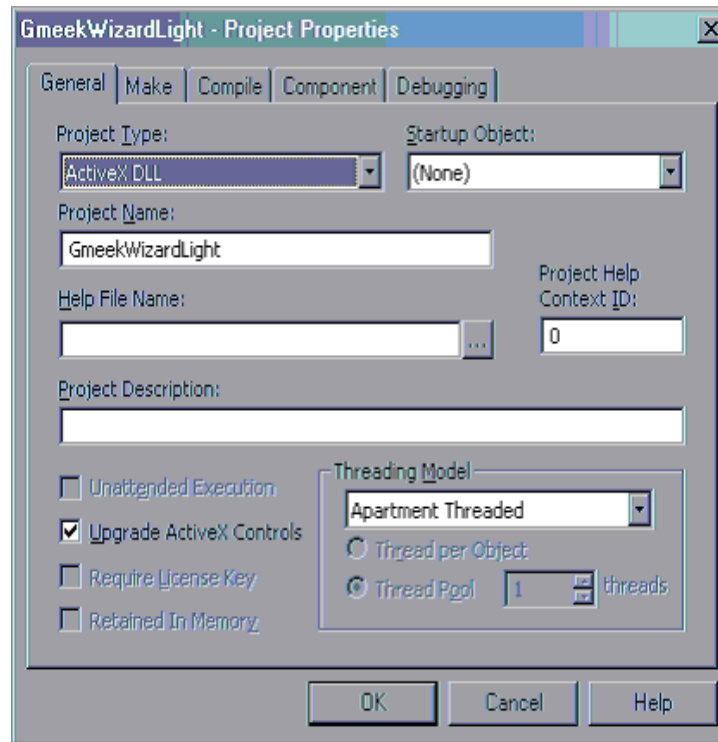 GmeekWizardLight - Project Properties
General Make Compile Component Debugging
Project Type: Startup Object:
ActiveX DLL (None)
Project Name:
GmeekWizardLight
Project Help
Help File Name: Context ID:
... 0
Project Description:
Threading Model
Unattended Execution
Apartment Threaded
Upgrade ActiveX Controls
Thread per Object
Require License Key
Thread Pool 1 threads
Retained In Memory
OK Cancel Help